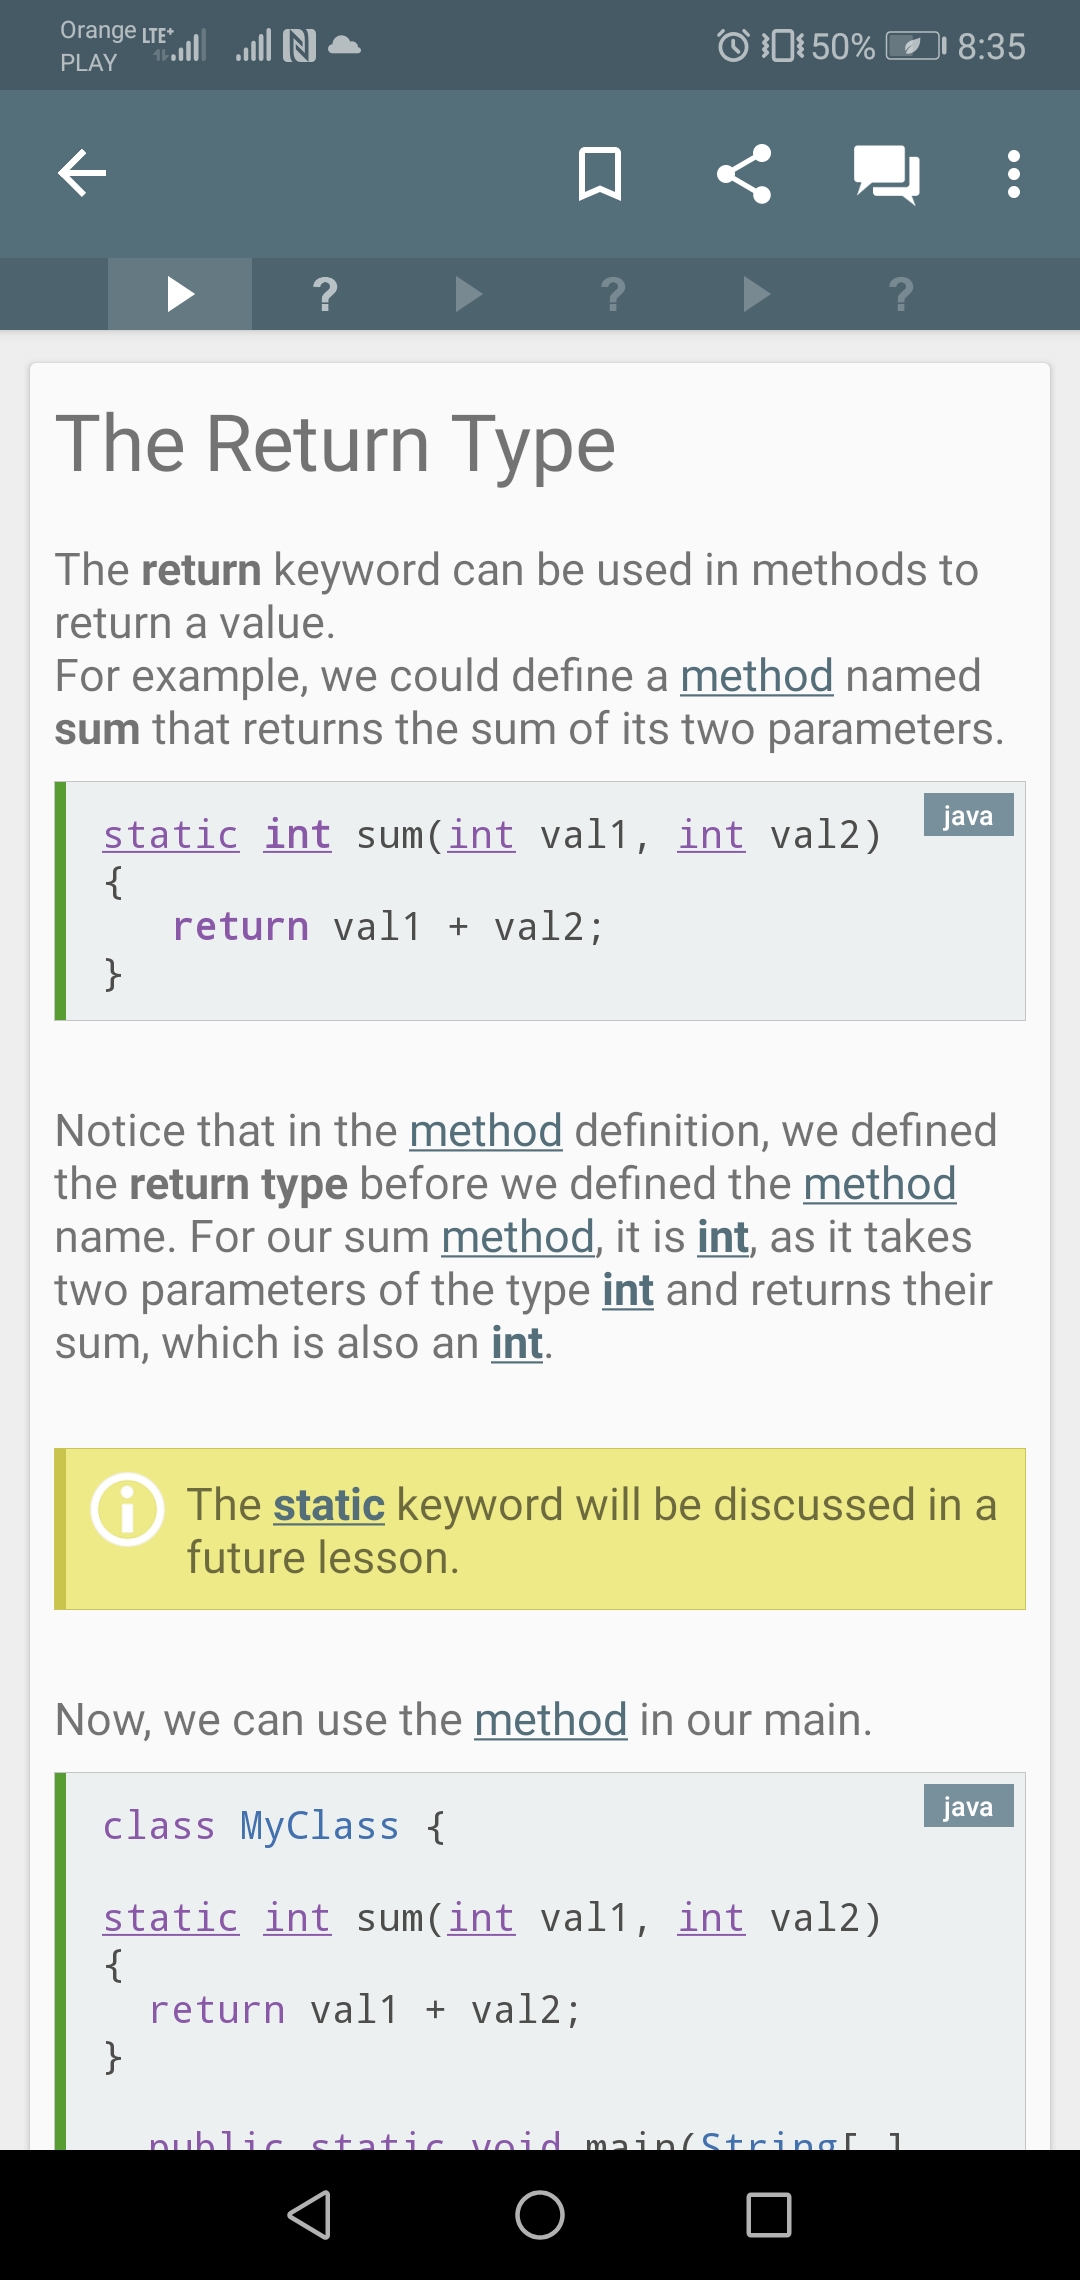 Orange LTE+
PLAY
50% 8:35
?
?
?
The Return Type
The return keyword can be used in methods to
return a value.
For example, we could define a method named
sum that returns the sum of its two parameters.
java
static int sum(int val1, int val2)
{
return val1 + val2;
}
Notice that in the method definition, we defined
the return type before we defined the method
name. For our sum method, it is int, as it takes
two parameters of the type int and returns their
sum, which is also an int.
The static keyword will be discussed in a
future lesson.
Now, we can use the method in our main.
java
class MyClass {
static int sum(int val1, int val2)
{
return val1 + val2;
}
public static void main(String[ ]